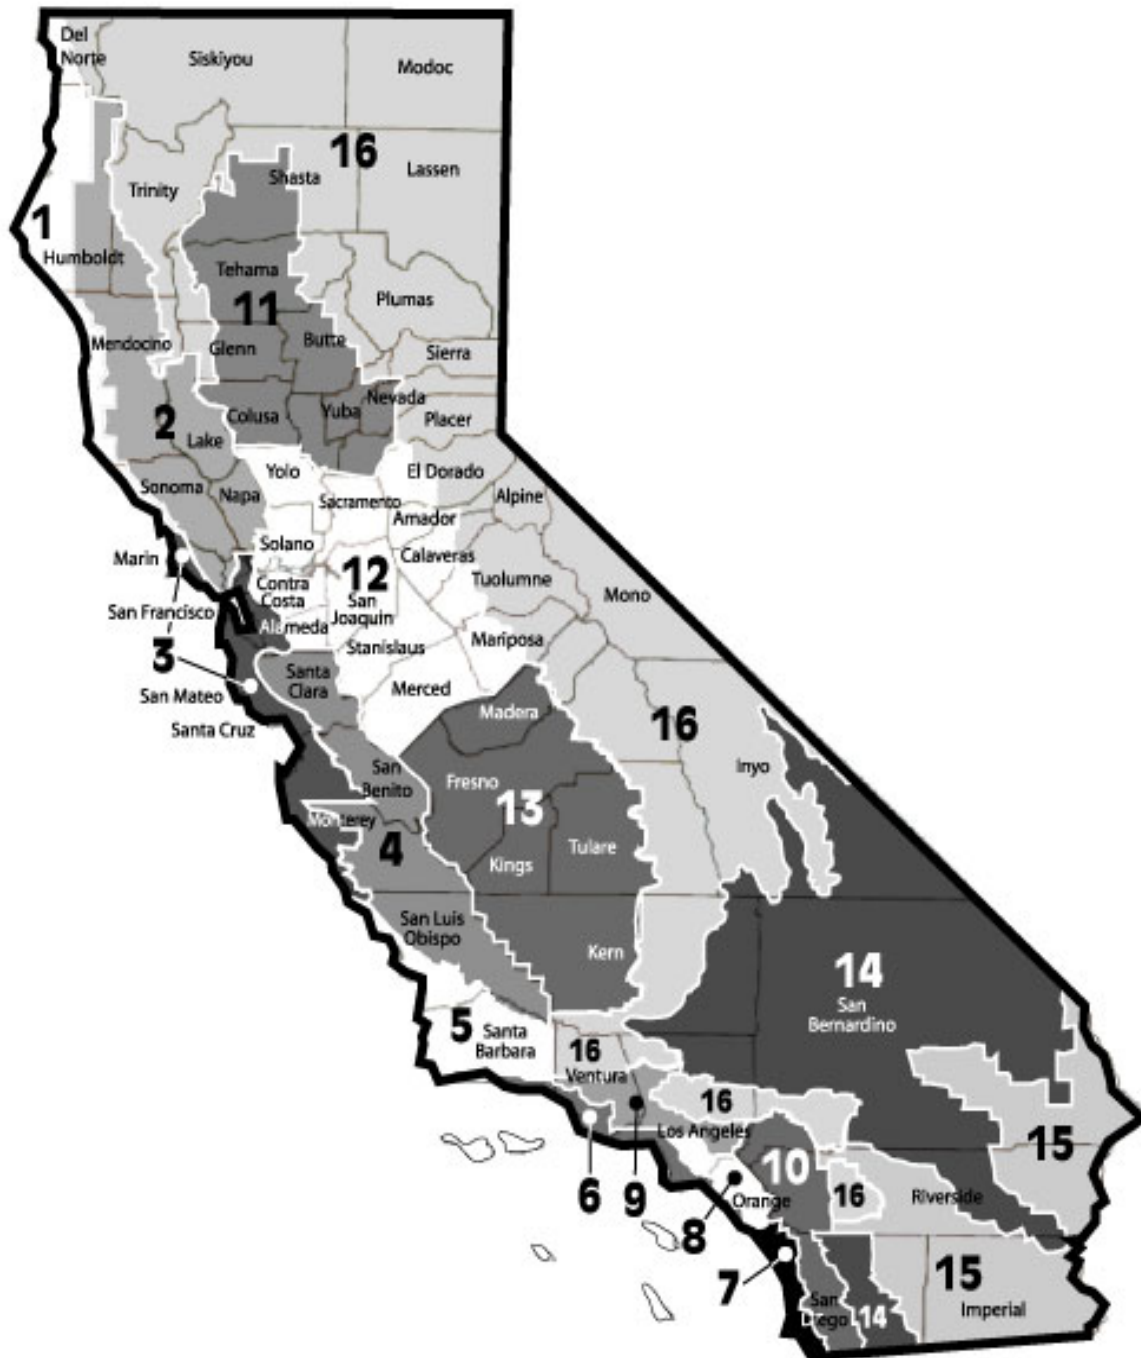 Del
Norte
Siskiyou
Modoc
16
Lassen
Shasta
Trinity
1
Humboldt
Tehama
11
Plumas
Butte
Mendocino
Glenn
Sierra
Nevada
Colusa
Yuba
Placer
2
Lake
Yolo
El Dorado
Sonoma
Napa
Sacramento
Alpine
Amador
Solano
Marin
Calaveras
12
Contra
Costa
Tuolumne
Mono
San
Joaquin
San Francisco
Alameda
Mariposa
Stanislaus
3
Santa
Clara
Merced
San Mateo
Madera
Santa Cruz
16
San
Benito
Inyo
Fresno
13
Monterey
4
Tulare
Kings
San Luis
Obispo
Kern
14
San
Bernardino
5
Santa
Barbara
16
Ventura
16
Los Angeles
15
10
6
9
8
Orange
16
Riverside
7
15
San
Diego
14
Imperial